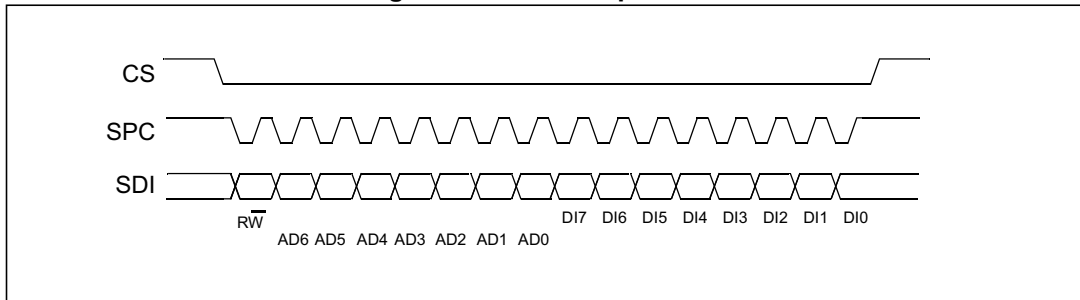 CS
SPC
SDI
RW
DI7 DI6 DI5 DI4 DI3 DI2 DI1 DI0
AD6 AD5 AD4 AD3 AD2 AD1 AD0